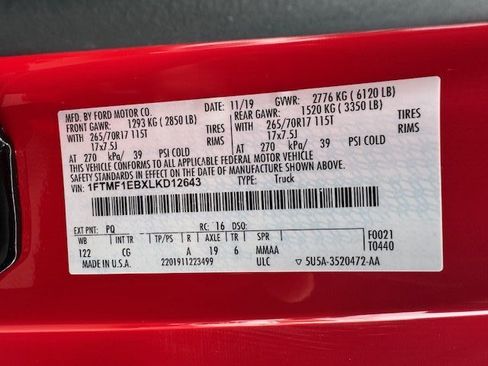 MFD. BY FORD MOTOR CO. DATE: 11/19 GVWR: 2776 KG ( 6120 LB)
FRONT GAWR: 1293 KG ( 2850 LB) REAR GAWR: 1520 KG ( 3350 LB)
WITH 265/70R17 115T TIRES WITH 265/70R17 115T TIRES
17x7.5J RIMS 17x7.5J RIMS
AT 270 kPa/ 39 PSI COLD AT 270 kPa/ 39 PSI COLD
THIS VEHICLE CONFORMS TO ALL APPLICABLE FEDERAL MOTOR VEHICLE
SAFETY STANDARDS IN EFFECT ON THE DATE OF MANUFACTURE SHOWN ABOVE.
VIN: 1FTMF1EBXLKD12643 TYPE: Truck
EXT PNT: PQ RC: 16 DSO: F0021
WB INT TR TP/PS R AXLE TR SPR T0440
122 CG A 19 6 MMAA
MADE IN U.S.A. 2201911223499 ULC ▽ 5U5A-3520472-AA